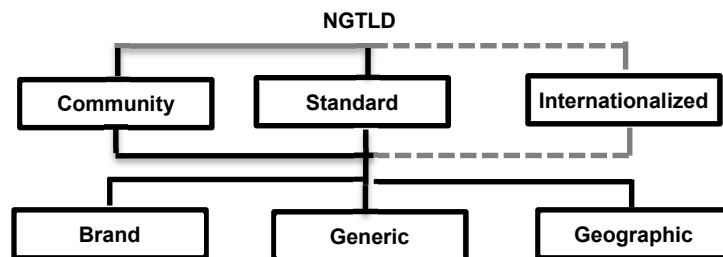 NGTLD
Community
Standard
Internationalized
Brand
Generic
Geographic